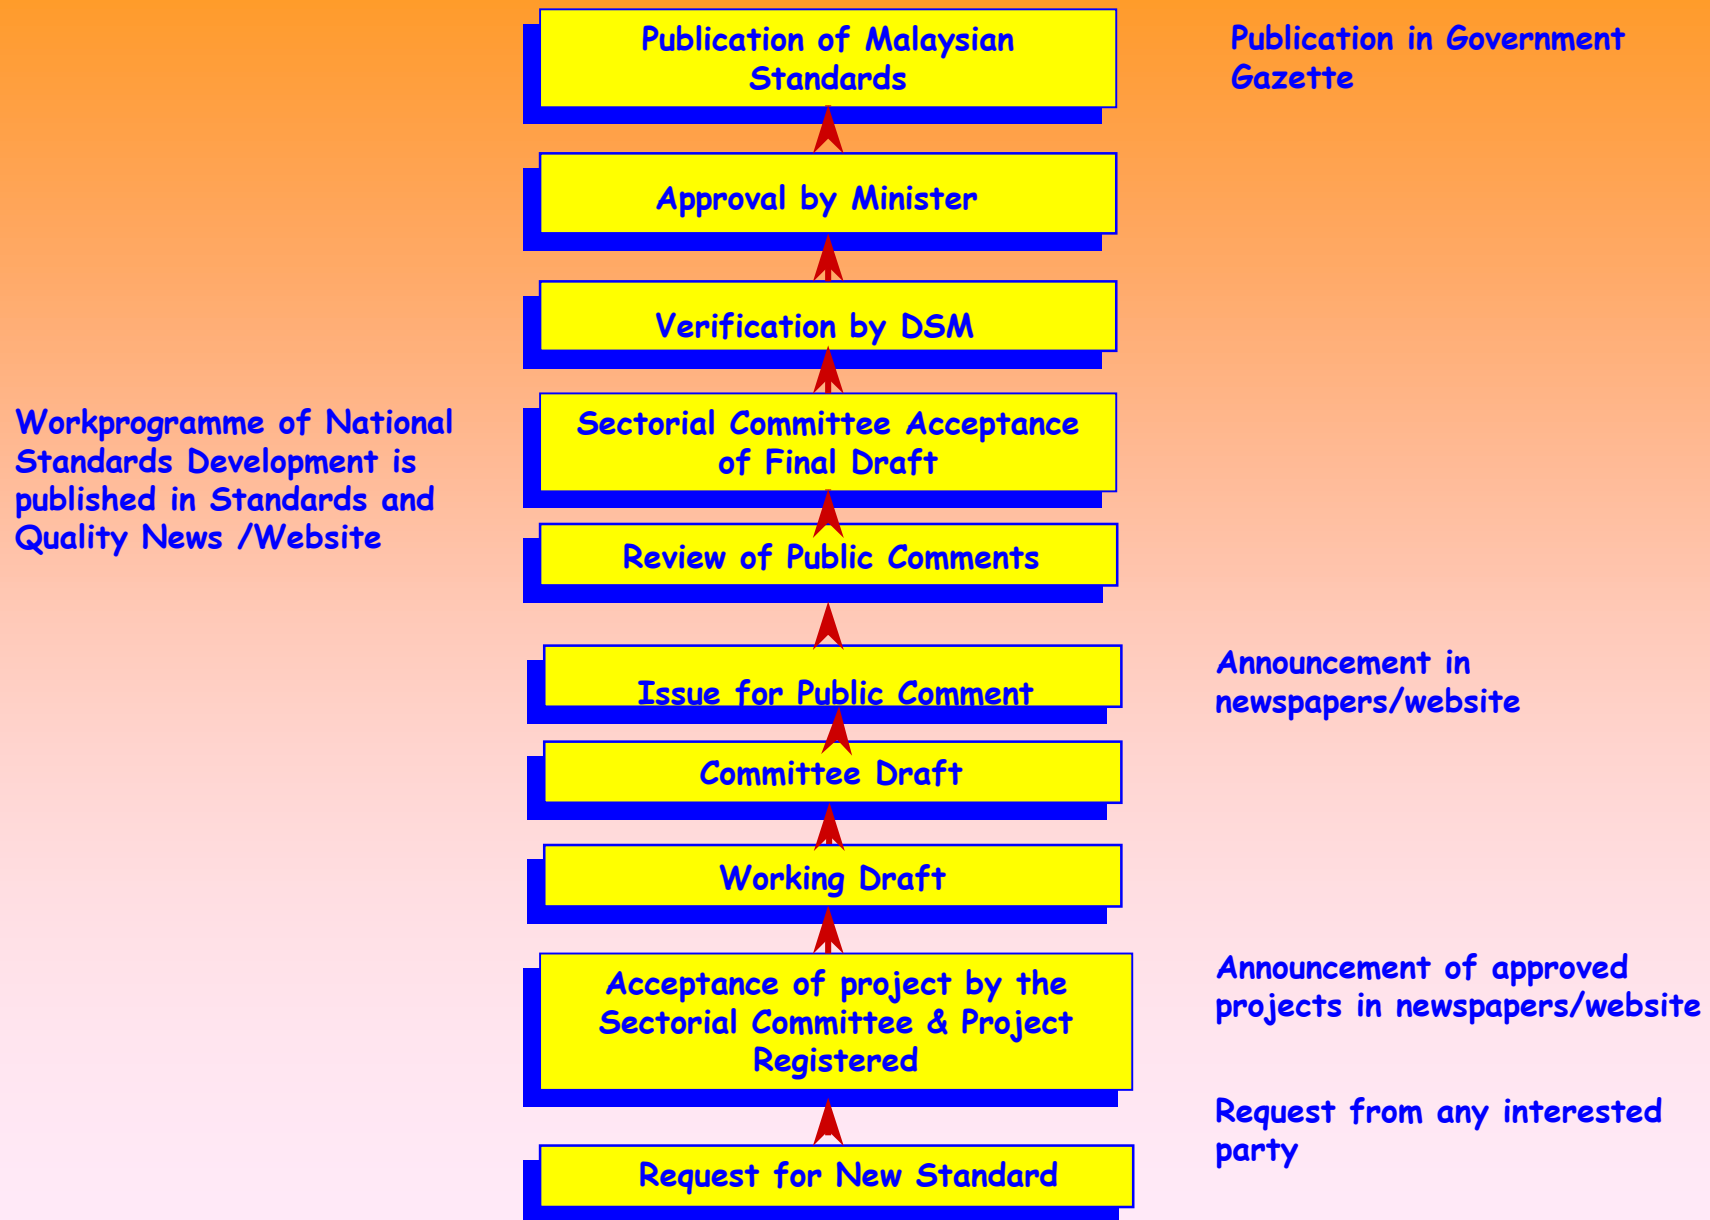 Publication of Malaysian
Standards
Publication in Government
Gazette
Approval by Minister
Verification by DSM
Workprogramme of National
Standards Development is
published in Standards and
Quality News /Website
Sectorial Committee Acceptance
of Final Draft
Review of Public Comments
Issue for Public Comment
Announcement in
newspapers/website
Committee Draft
Working Draft
Acceptance of project by the
Sectorial Committee & Project
Registered
Announcement of approved
projects in newspapers/website
Request from any interested
party
Request for New Standard